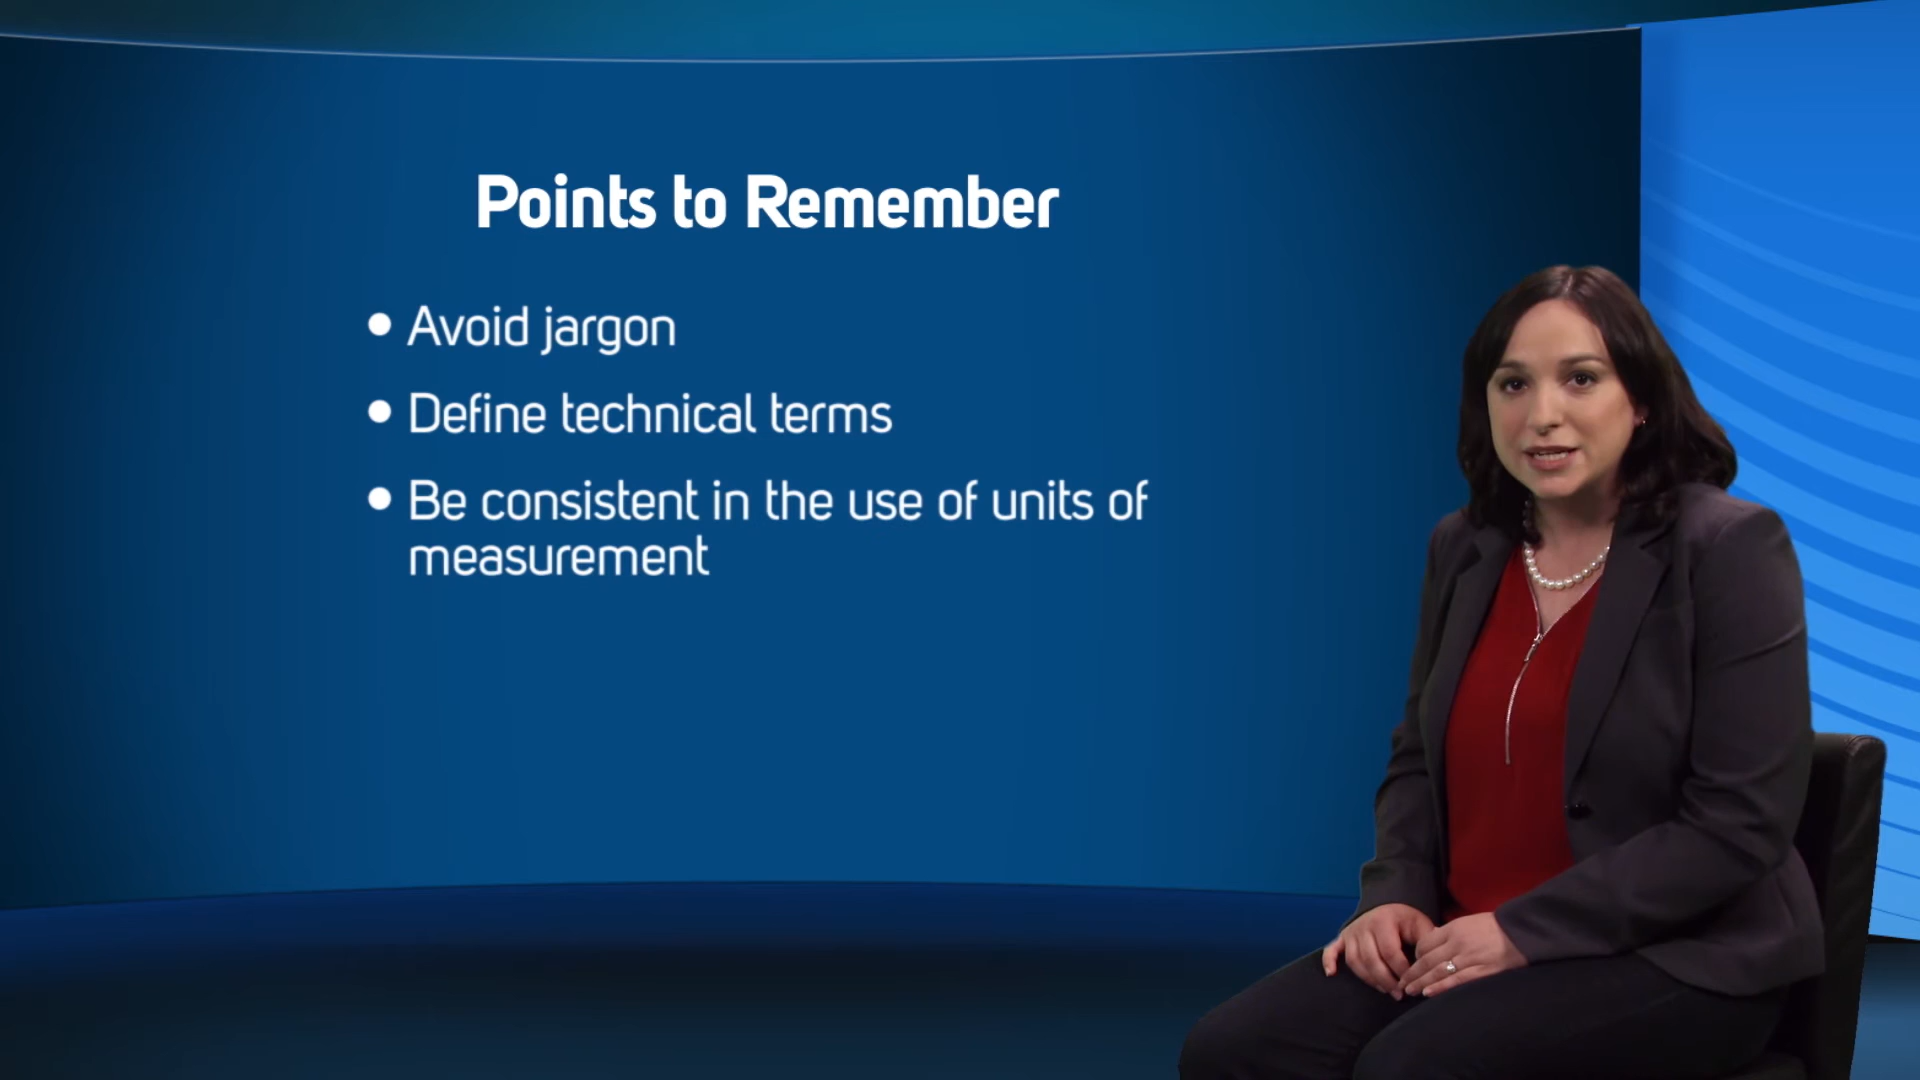 Points to Remember
• Avoid jargon
• Define technical terms
• Be consistent in the use of units of
measurement